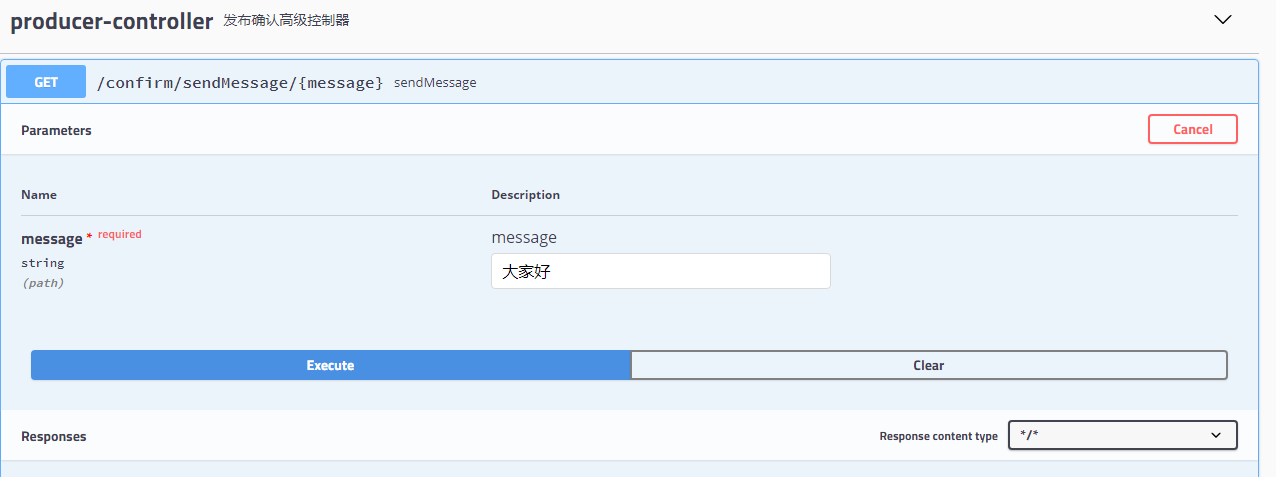 producer-controller 发布确认高级控制器
GET /confirm/sendMessage/{message} sendMessage
Parameters Cancel
Name Description
message * required message
string 大家好
(path)
Execute Clear
Responses Response content type */*